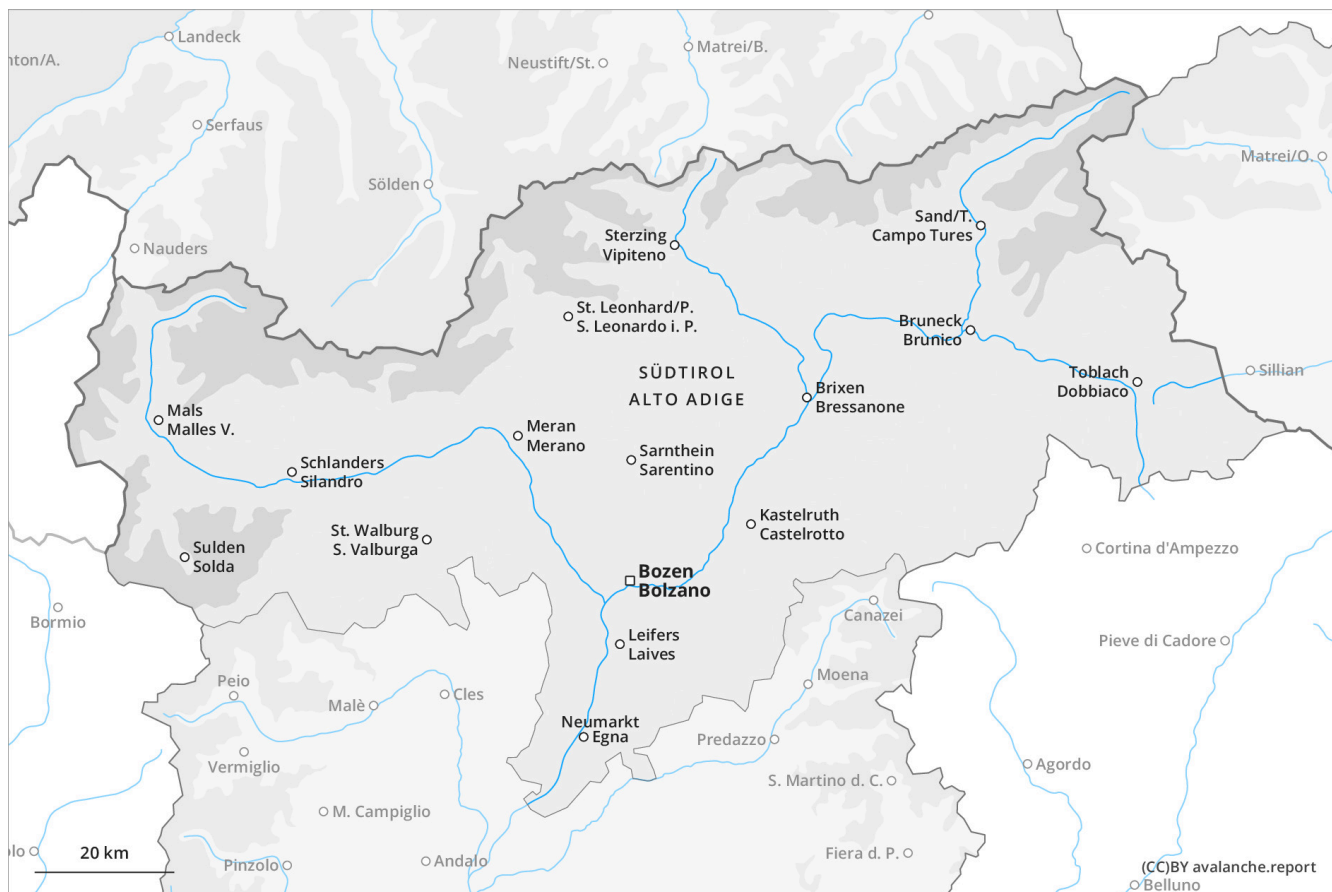 Landeck
nton/A.
Matrei/B.
Neustift/St.
Serfaus
Matrei/O.
Sölden
Sand/T.
Campo Tures
Sterzing
Vipiteno
Nauders
St. Leonhard/P.
S. Leonardo i. P.
Bruneck
Brunico
SÜDTIROL
ALTO ADIGE
Toblach
Dobbiaco
Sillian
Brixen
Bressanone
Mals
Malles V.
Meran
Merano
Sarnthein
Sarentino
Schlanders
Silandro
Kastelruth
Castelrotto
St. Walburg
S. Valburga
Sulden
Solda
Cortina d'Ampezzo
Bozen
Bolzano
Bormio
Canazei
Leifers
Laives
Pieve di Cadore
Peio
Malè
Cles
Moena
Neumarkt
Egna
Predazzo
Vermiglio
Agordo
S. Martino d. C.
M. Campiglio
olo
20 km
Pinzolo
Andalo
Fiera d. P.
(CC)BY avalanche.report
Belluno